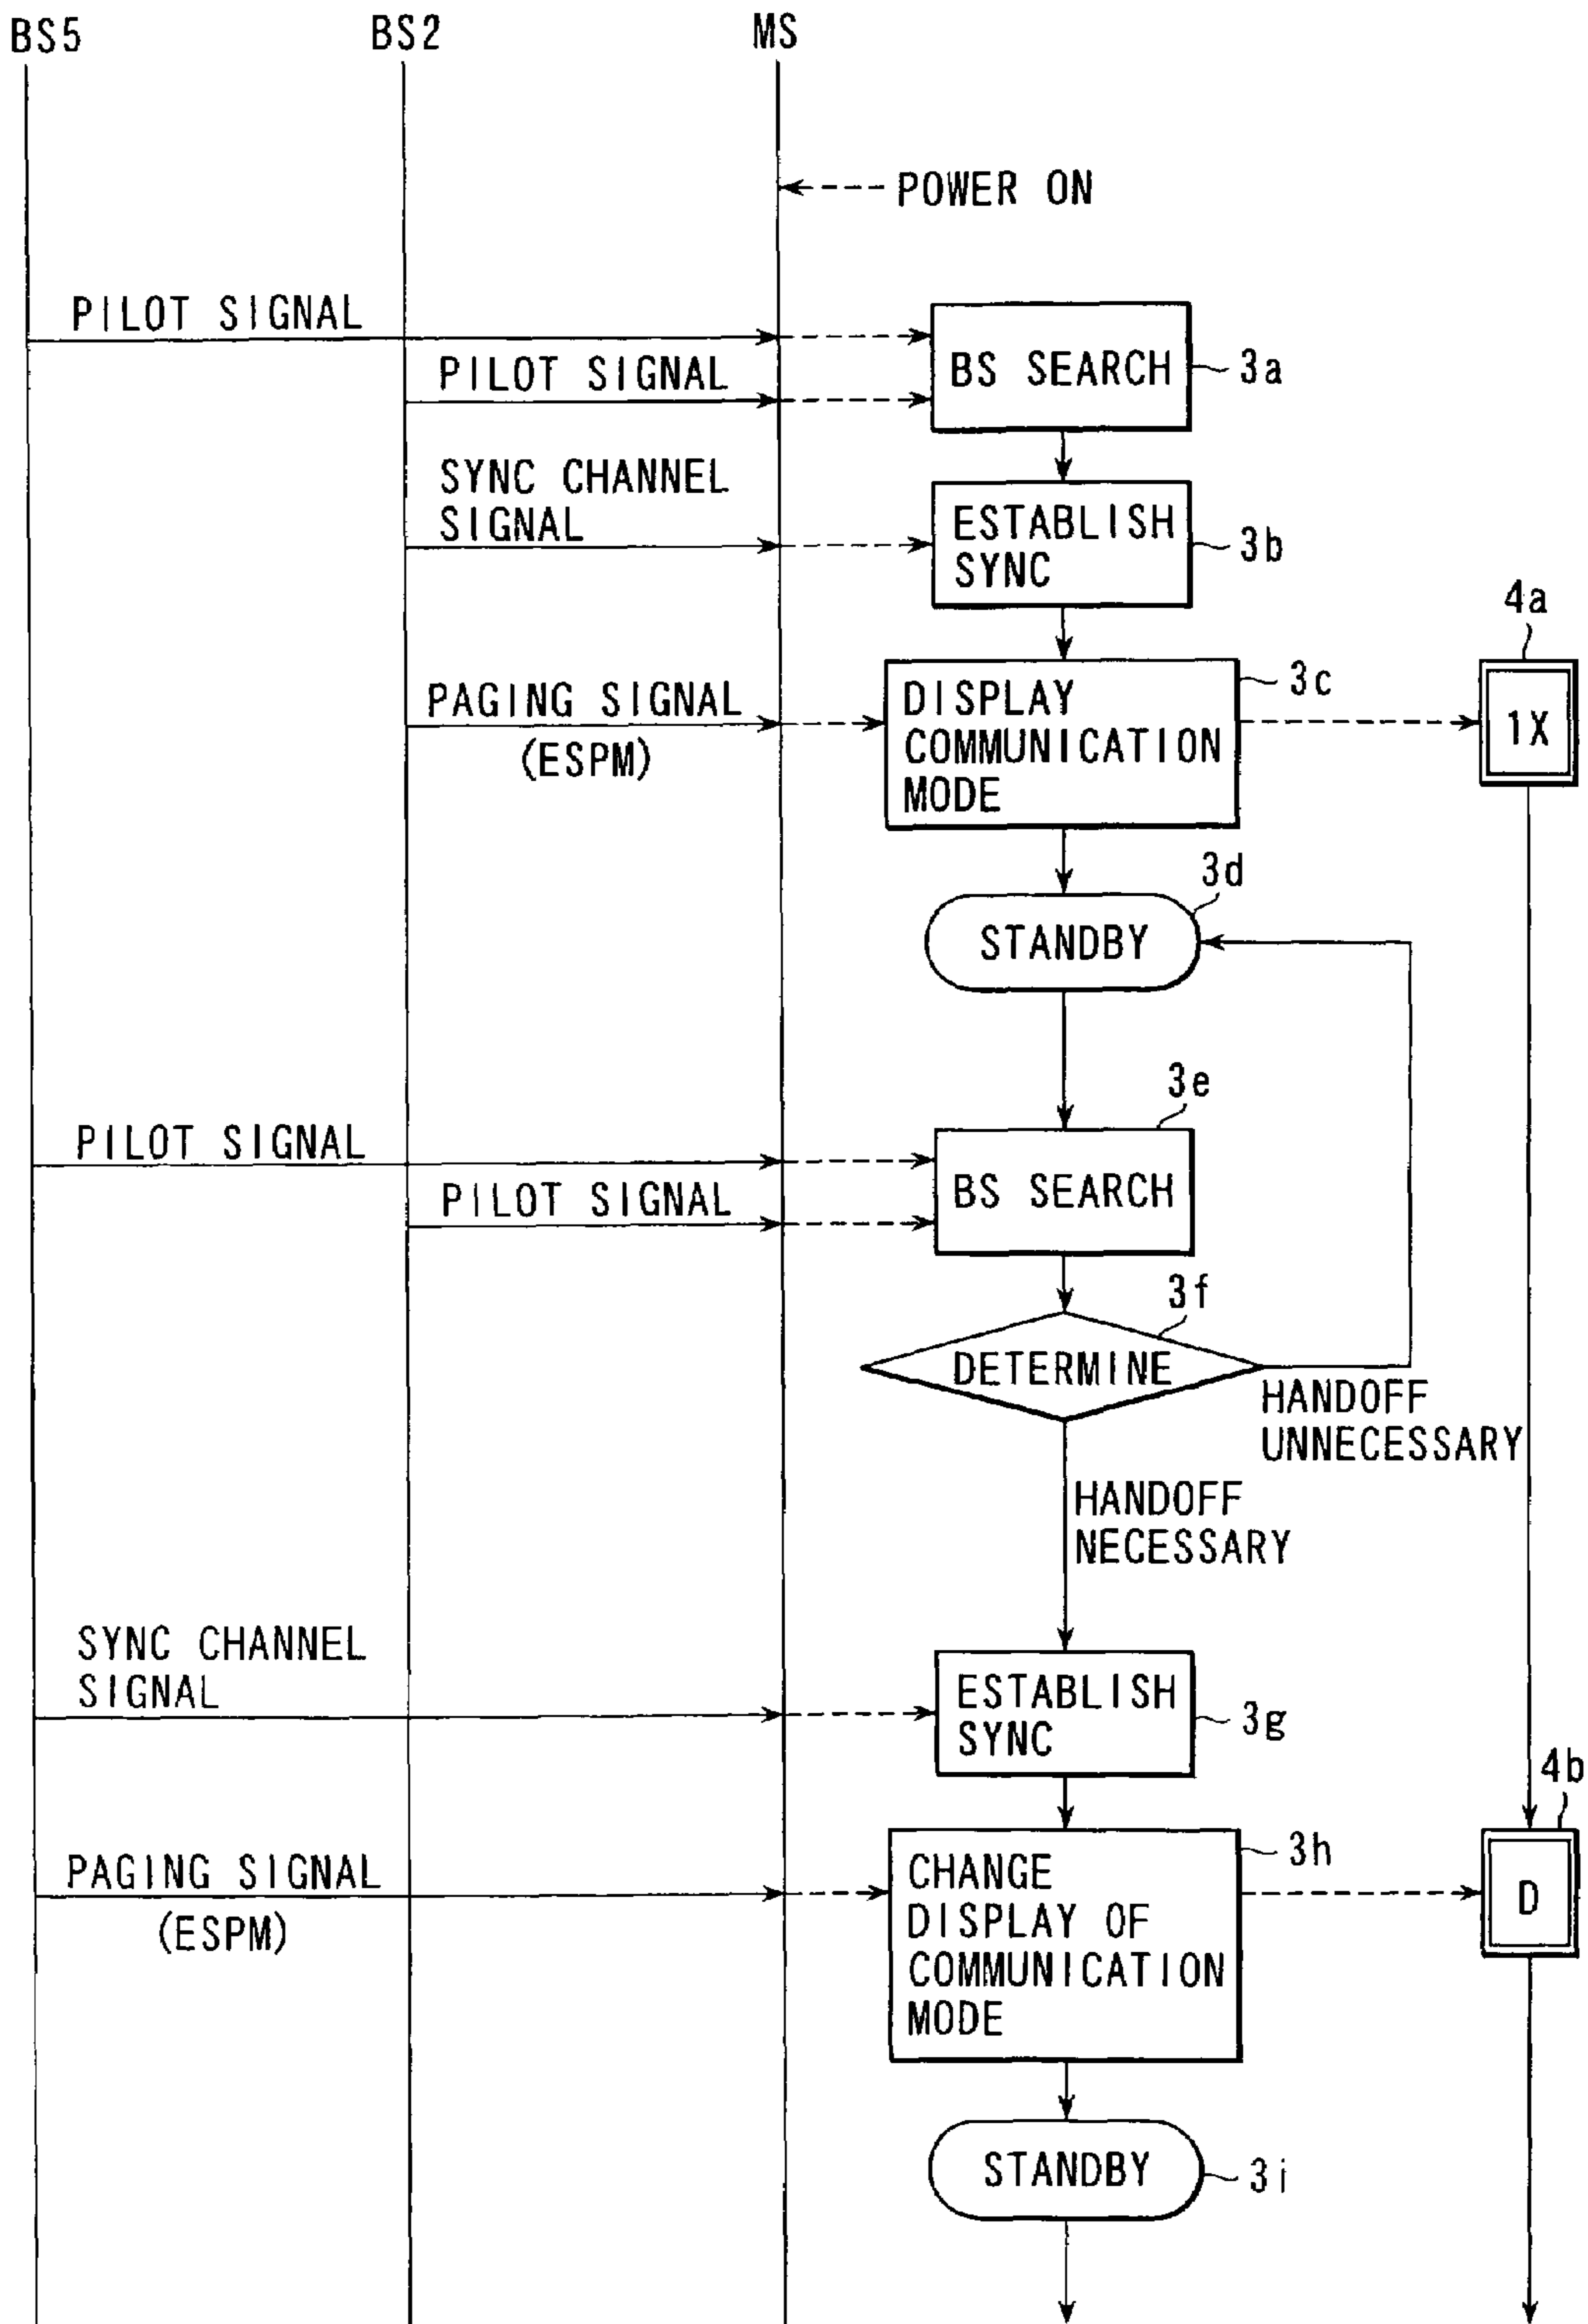 BS5
BS2
MS
POWER ON
PILOT SIGNAL
BS SEARCH
3a
PILOT SIGNAL
SYNC CHANNEL
SIGNAL
ESTABLISH
SYNC
3b
4a
PAGING SIGNAL
(ESPM)
DISPLAY
COMMUNICATION
MODE
3c
1X
3d
STANDBY
3e
PILOT SIGNAL
PILOT SIGNAL
BS SEARCH
3f
DETERMINE
HANDOFF
UNNECESSARY
HANDOFF
NECESSARY
SYNC CHANNEL
SIGNAL
ESTABLISH
SYNC
3g
4b
PAGING SIGNAL
(ESPM)
CHANGE
DISPLAY OF
COMMUNICATION
MODE
3h
D
STANDBY
3i